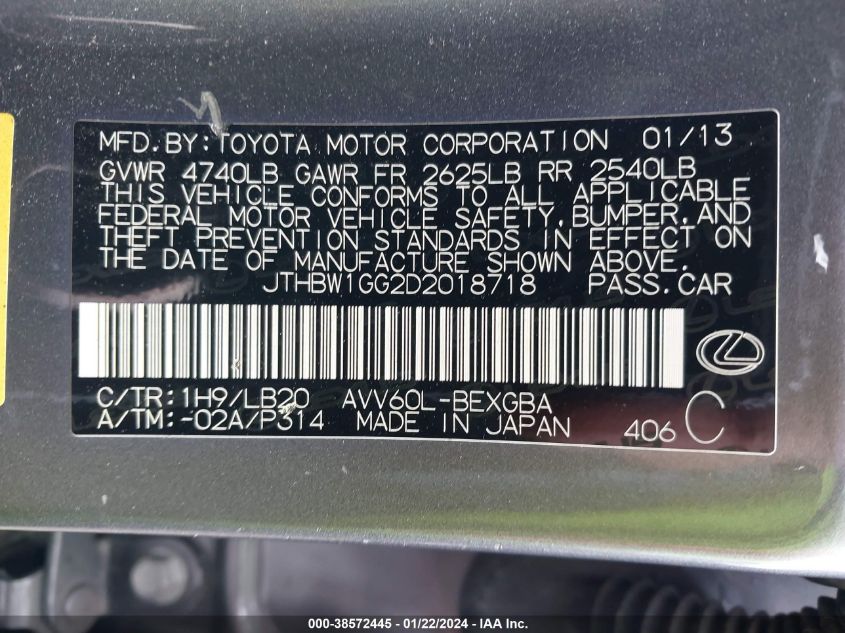 MFD.BY:TOYOTA MOTOR CORPORATION 01/13
GVWR 4740LB GAWR FR 2625LB RR 2540LB
THIS VEHICLE CONFORMS TO ALL APPLICABLE
FEDERAL MOTOR VEHICLE SAFETY,BUMPER,AND
THEFT PREVENTION STANDARDS IN EFFECT ON
THE DATE OF MANUFACTURE SHOWN ABOVE.
JTHBW1GG2D2018718 PASS.CAR
C/TR:1H9/LB20 AVV60L-BEXGBA
A/TM:-02A/P314 MADE IN JAPAN 406 C
000-38572445 - 01/22/2024 - IAA Inc.